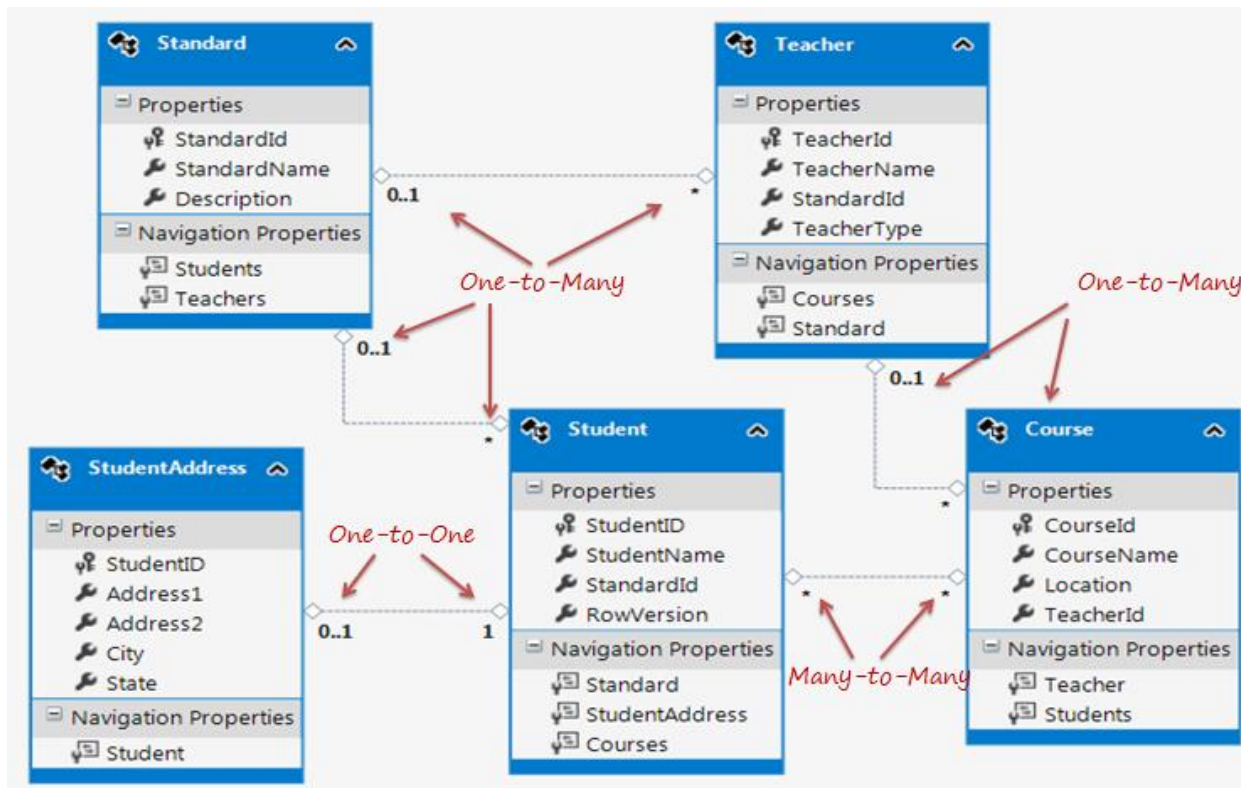 Standard
Properties
StandardId
StandardName
Description
Navigation Properties
Students
Teachers
Teacher
Properties
TeacherId
TeacherName
StandardId
TeacherType
Navigation Properties
Courses
Standard
0..1
*
One-to-Many
One-to-Many
0..1
*
0..1
*
StudentAddress
Properties
StudentID
Address1
Address2
City
State
Navigation Properties
Student
One-to-One
0..1
1
Student
Properties
StudentID
StudentName
StandardId
RowVersion
Navigation Properties
Standard
StudentAddress
Courses
*
*
Many-to-Many
Course
Properties
CourseId
CourseName
Location
TeacherId
Navigation Properties
Teacher
Students